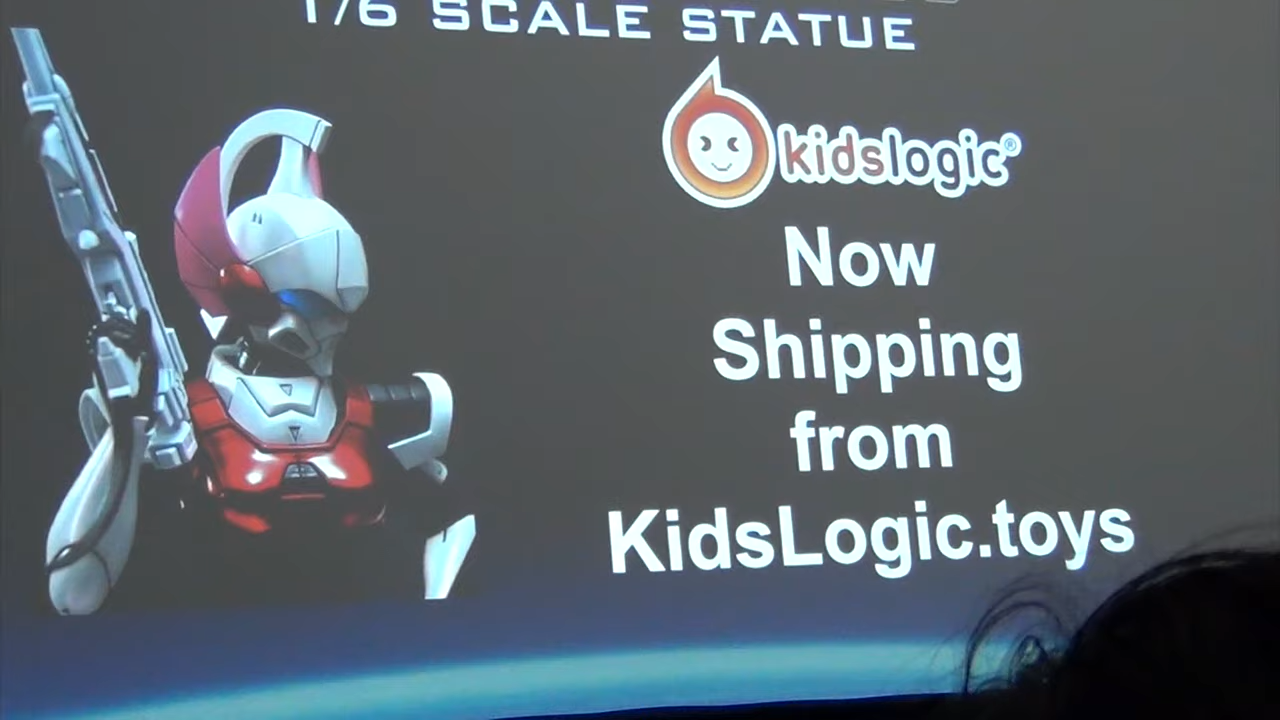 1/6 SCALE STATUE
kidslogic®
Now
Shipping
from
KidsLogic.toys